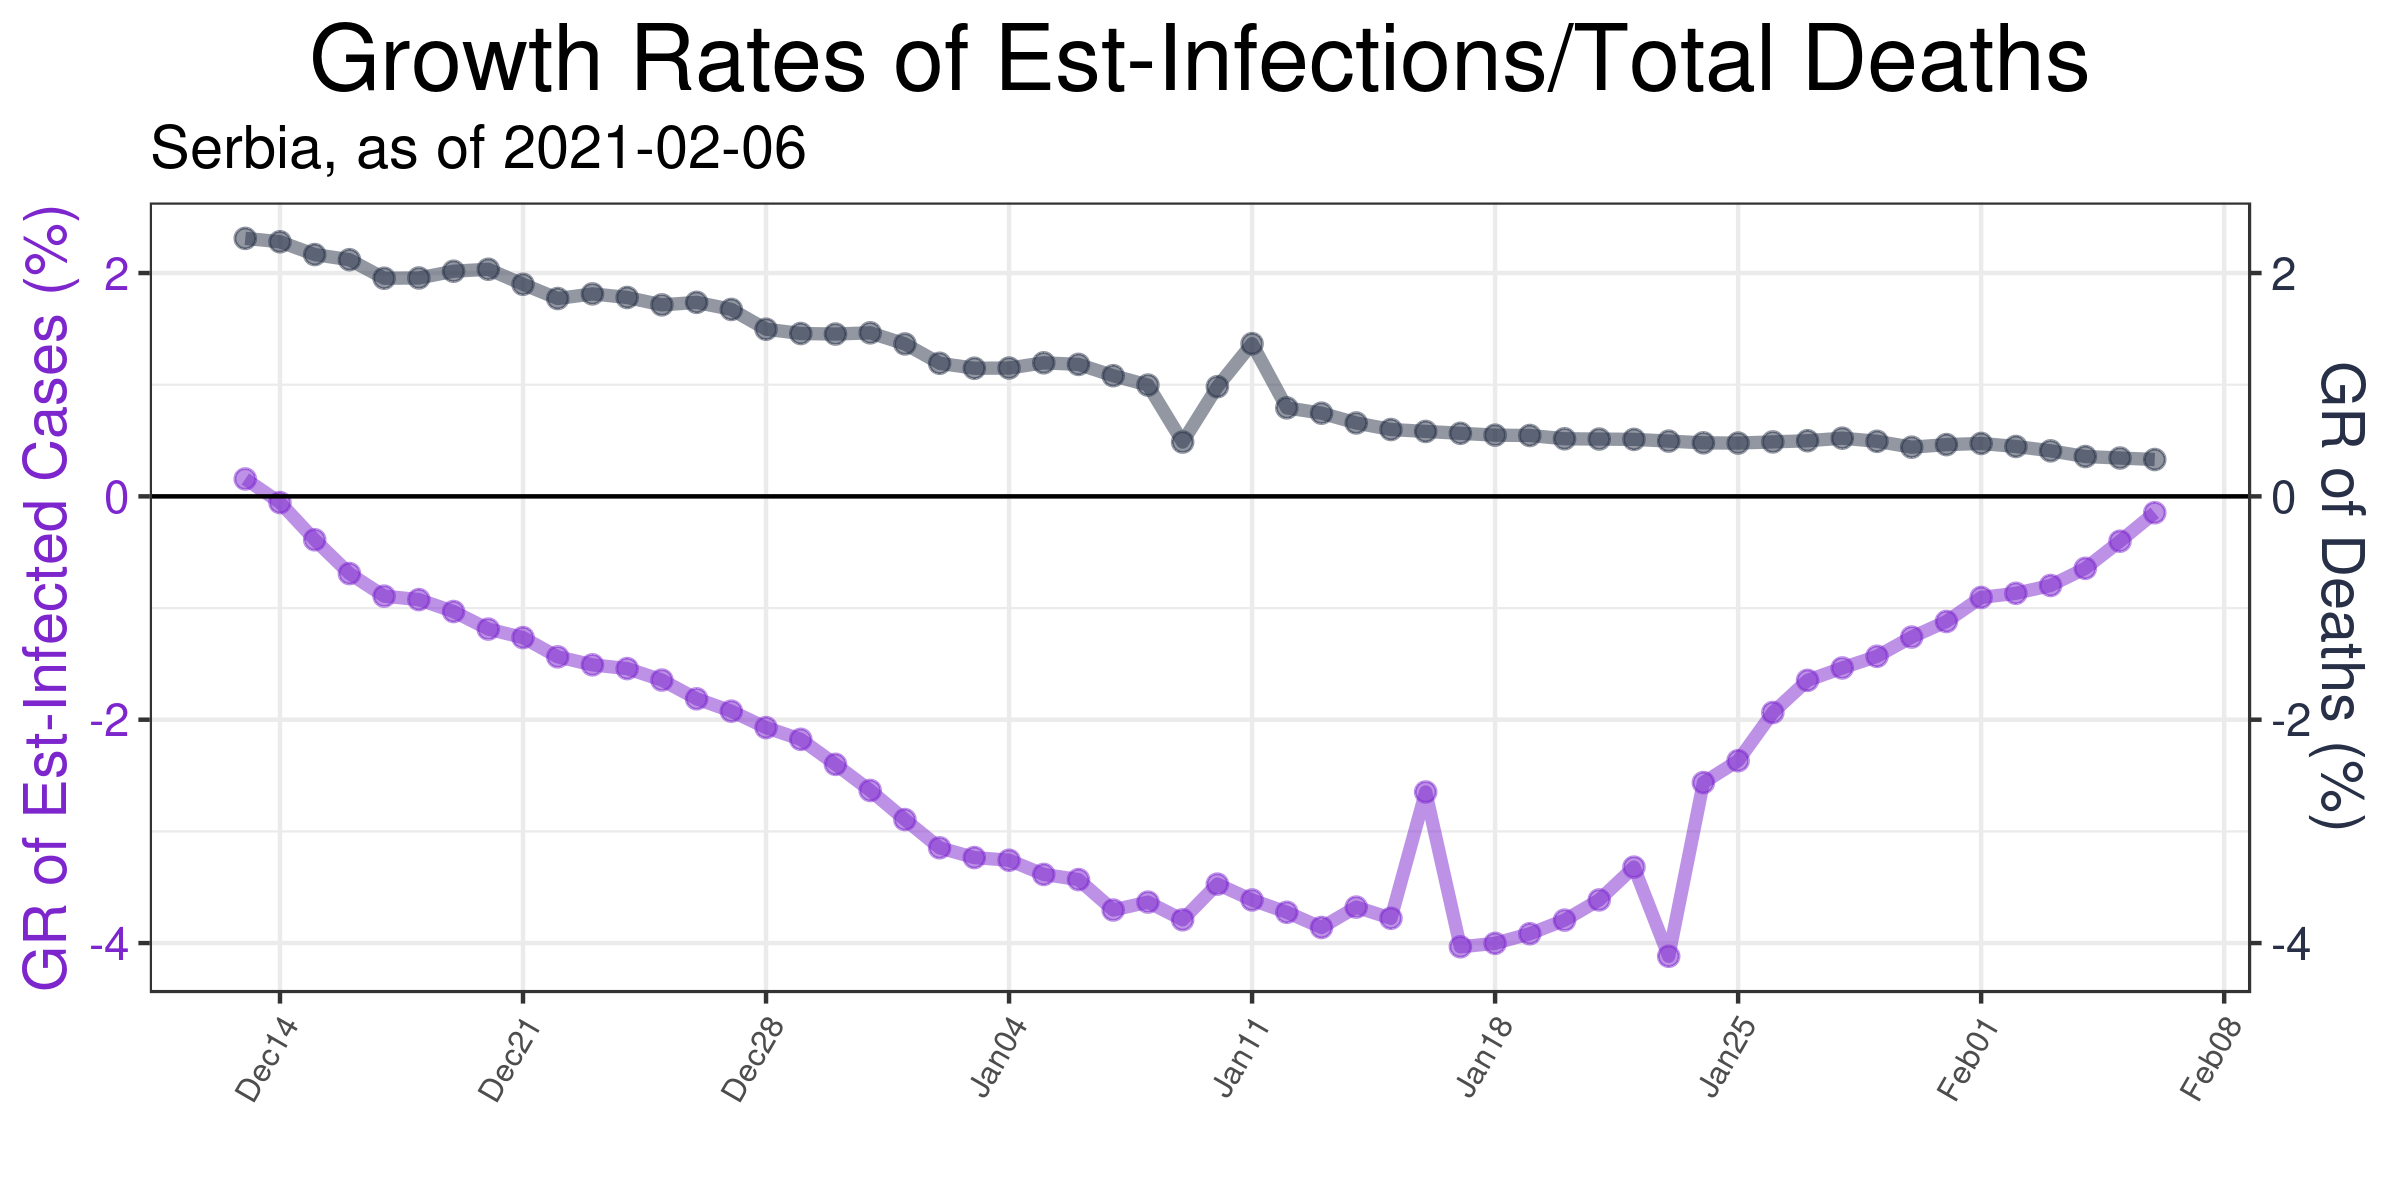 Growth Rates of Est-Infections/Total Deaths
Serbia, as of 2021-02-06
GR of Est-Infected Cases (%)
2
0
-2
-4
2
0
-2
-4
GR of Deaths (%)
Dec14
Dec21
Dec28
Jan04
Jan11
Jan18
Jan25
Feb01
Feb08